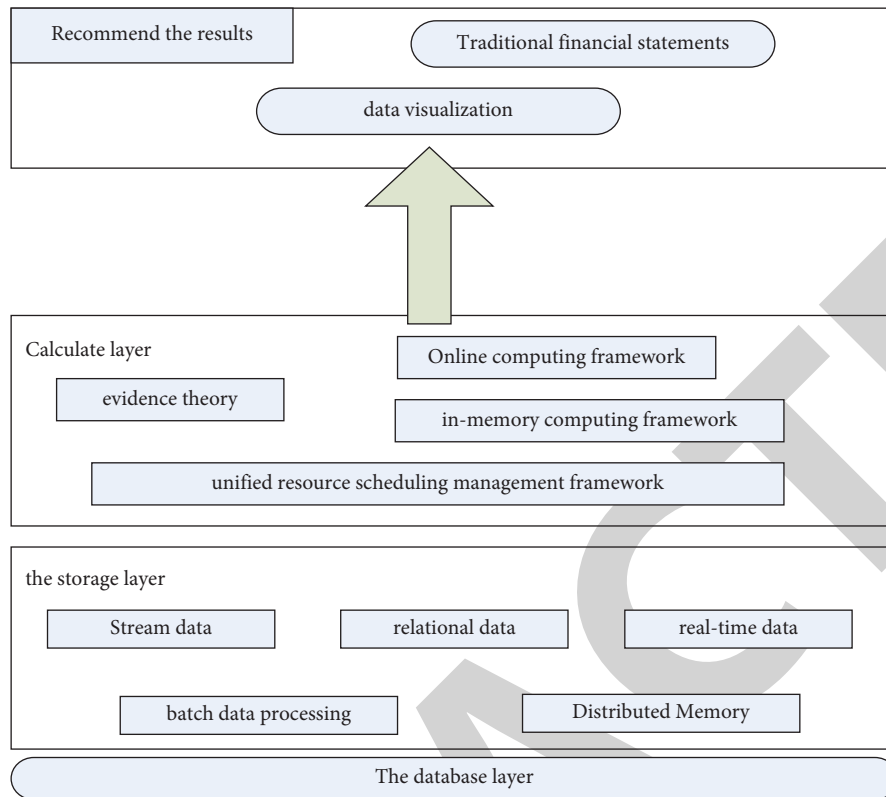 Recommend the results
Traditional financial statements
data visualization
Calculate layer
Online computing framework
evidence theory
in-memory computing framework
unified resource scheduling management framework
the storage layer
Stream data
relational data
real-time data
batch data processing
Distributed Memory
The database layer